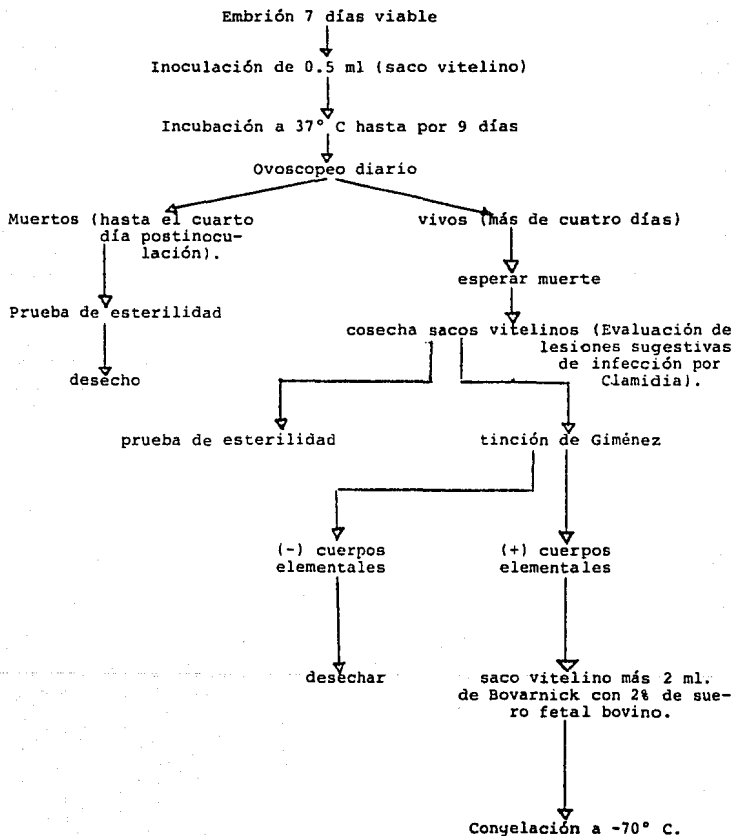 Embrión 7 días viable
Inoculación de 0.5 ml (saco vitelino)
Incubación a 37° C hasta por 9 días
Ovoscopeo diario
Muertos (hasta el cuarto
día postinocu-
lación).
vivos (más de cuatro días)
esperar muerte
Prueba de esterilidad
cosecha sacos vitelinos (Evaluación de
lesiones sugestivas
de infección por
Clamidia).
desecho
prueba de esterilidad
tinción de Giménez
(-) cuerpos
elementales
(+) cuerpos
elementales
desechar
saco vitelino más 2 ml.
de Bovarnick con 2% de sue-
ro fetal bovino.
Congelación a -70° C.